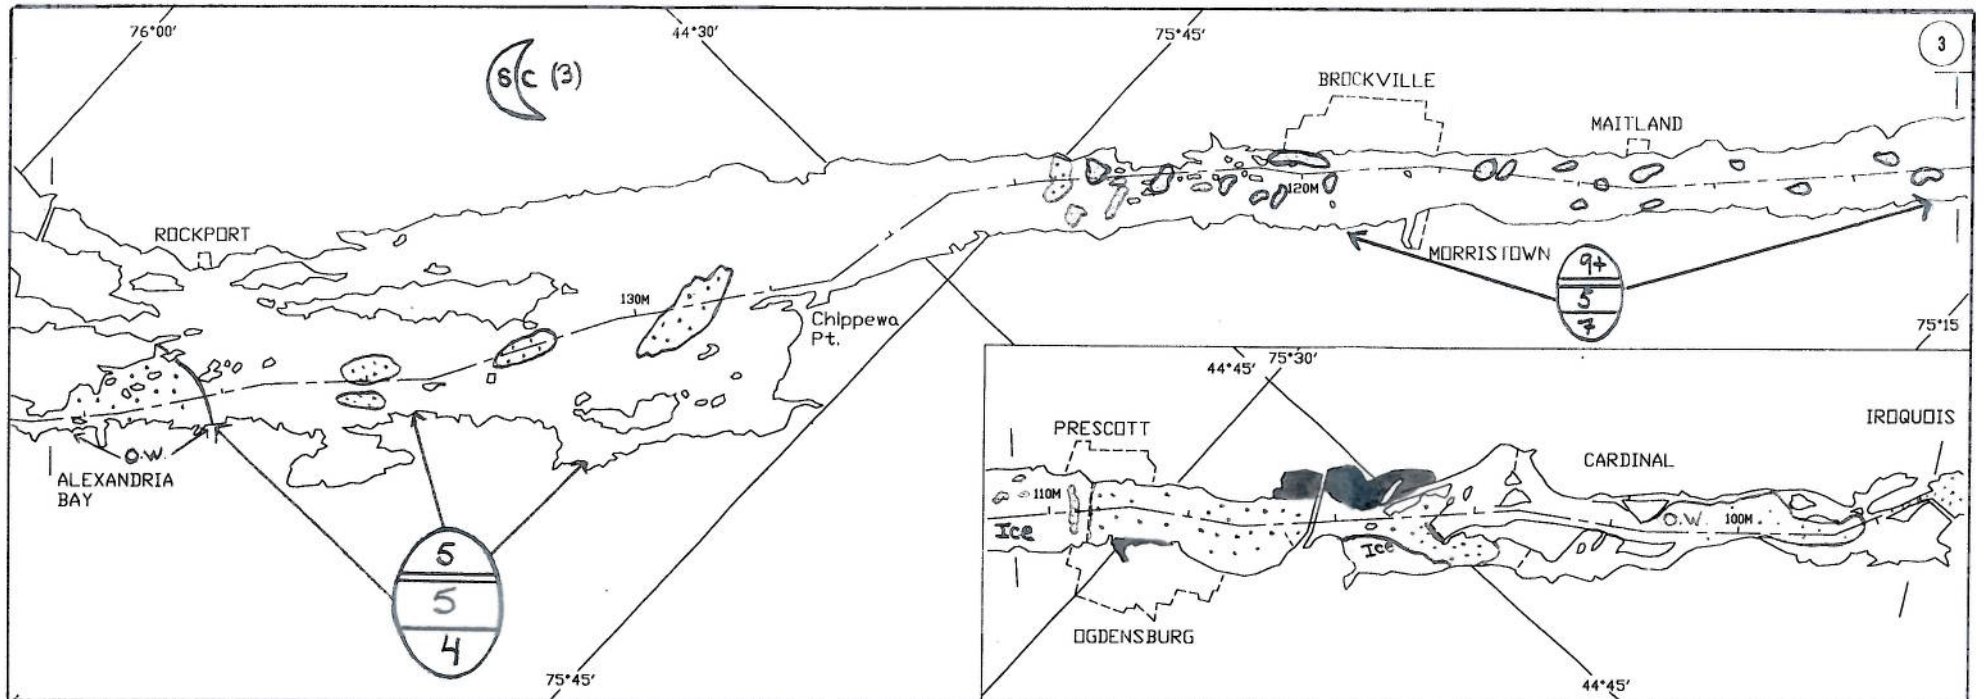 76°00'
44°30'
75°45'
3
S C (3)
BROCKVILLE
MAITLAND
120M
ROCKPORT
MORRISTOWN
9+
5
7
130M
Chippewa
Pt.
75°15
75°30'
44°45'
PRESCOTT
IROQUOIS
CARDINAL
O.W.
ALEXANDRIA
BAY
110M
Ice
O.W.
100M
Ice
5
5
4
OGDENSBURG
75°45'
44°45'